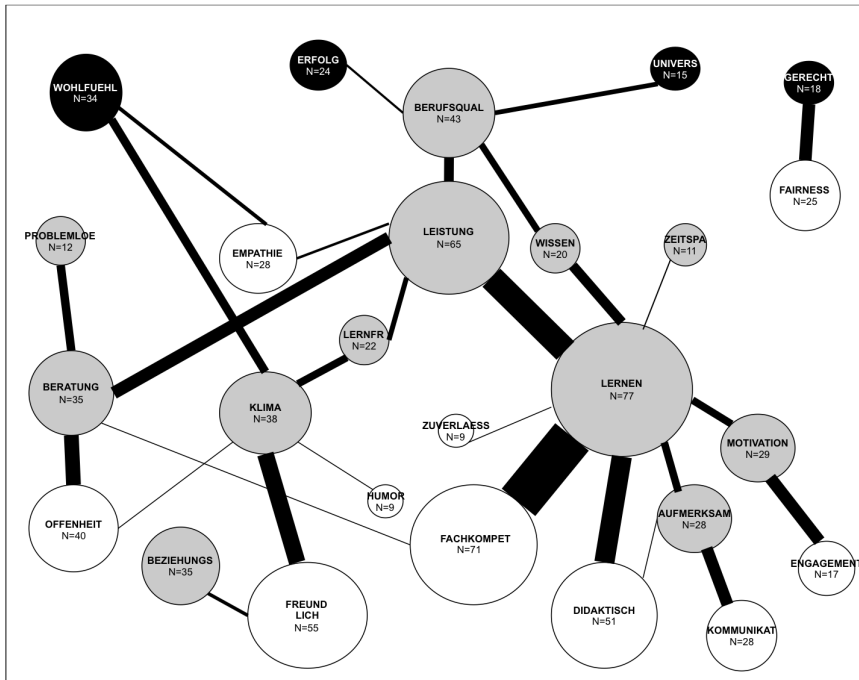 ERFOLG
N=24
UNIVERS
N=15
WOHLFUEHL
N=34
GERECHT
N=18
BERUFSQUAL
N=43
FAIRNESS
N=25
LEISTUNG
N=65
PROBLEMLOE
N=12
EMPATHIE
N=28
WISSEN
N=20
ZEITSPA
N=11
LERNFR
N=22
BERATUNG
N=35
KLIMA
N=38
LERNEN
N=77
ZUVERLAESS
N=9
MOTIVATION
N=29
HUMOR
N=9
OFFENHEIT
N=40
FACHKOMPET
N=71
AUFMERKSAM
N=28
BEZIEHUNGS
N=35
ENGAGEMENT
N=17
FREUND
LICH
N=55
DIDAKTISCH
N=51
KOMMUNIKAT
N=28